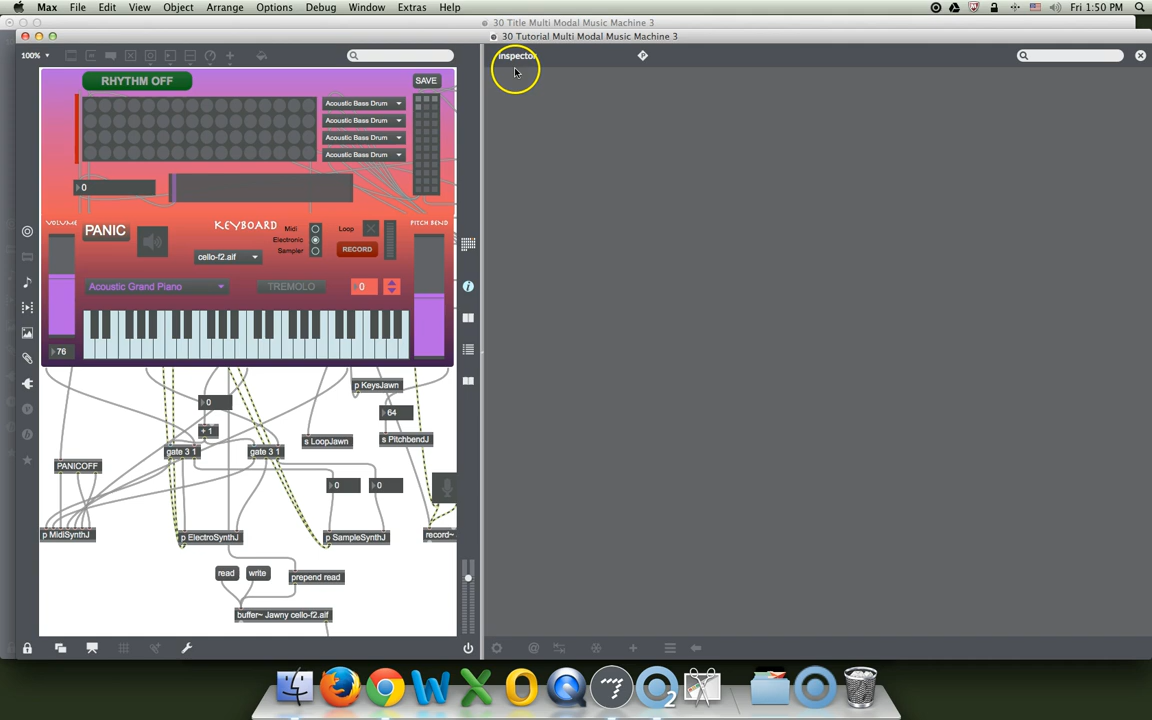 Max File Edit View Object Arrange Options Debug Window Extras Help Fri 1:50 PM
30 Title Multi Modal Music Machine 3
30 Tutorial Multi Modal Music Machine 3
100% Inspector
RHYTHM OFF SAVE
Acoustic Bass Drum
Acoustic Bass Drum
Acoustic Bass Drum
Acoustic Bass Drum
0
VOLUME PANIC KEYBOARD Midi Loop PITCH BEND
Electronic
Sampler RECORD
cello-f2.aif
Acoustic Grand Piano TREMOLO 0
76
p KeysJawn
0
64
+ 1
s LoopJawn s PitchbendJ
gate 3 1 gate 3 1
PANICOFF
0 0
p MidiSynthJ p ElectroSynthJ p SampleSynthJ record~
read write prepend read
buffer~ Jawny cello-f2.aif